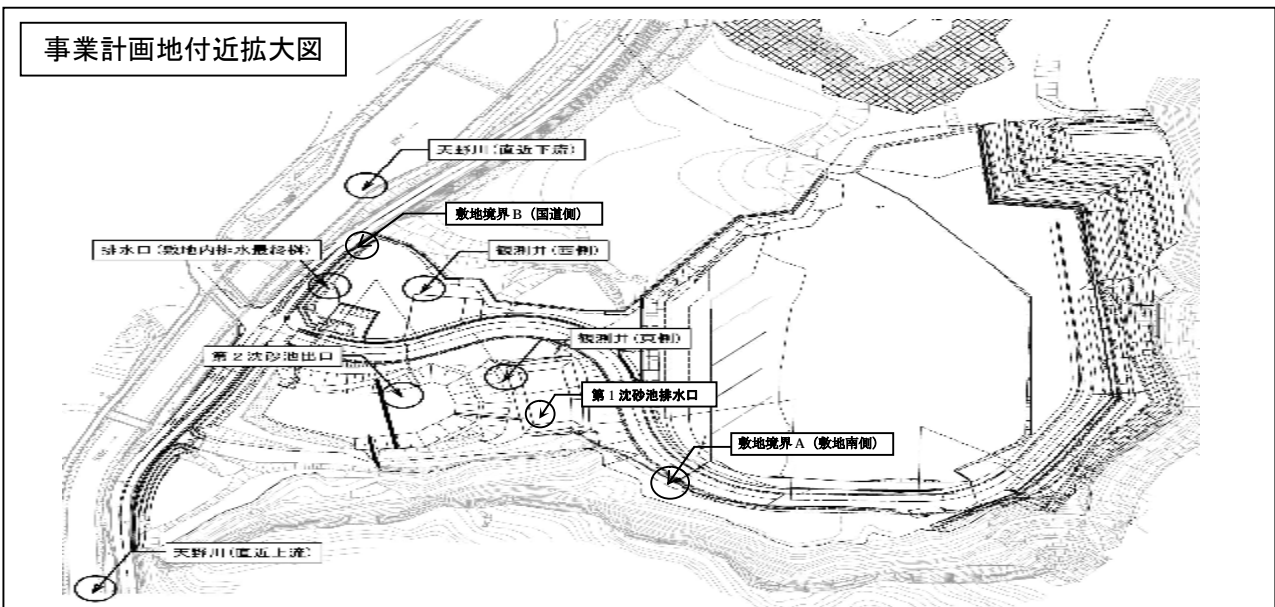 事業計画地付近拡大図
天野川(直近下流)
敷地境界 B (国道側)
排水口(敷地内排水最終桝)
観測井(西側)
観測井(東側)
第2沈砂池出口
第1沈砂池排水口
敷地境界 A (敷地南側)
天野川(直近上流)